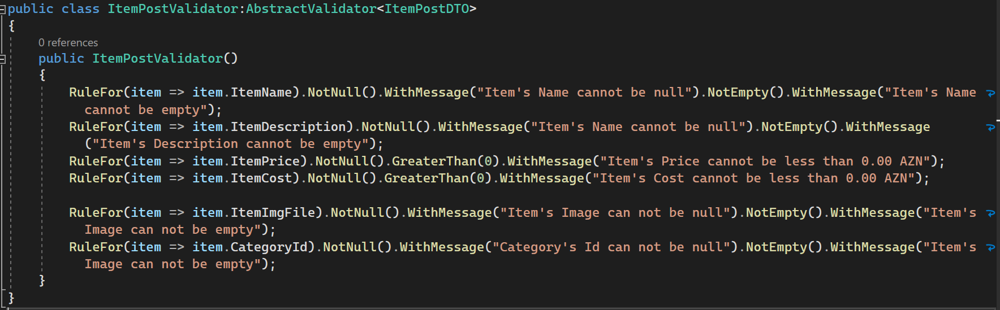 public class ItemPostValidator:AbstractValidator<ItemPostDTO>
{
0 references
public ItemPostValidator()
{
RuleFor(item => item.ItemName).NotNull().WithMessage("Item's Name cannot be null").NotEmpty().WithMessage("Item's Name
cannot be empty");
RuleFor(item => item.ItemDescription).NotNull().WithMessage("Item's Name cannot be null").NotEmpty().WithMessage
("Item's Description cannot be empty");
RuleFor(item => item.ItemPrice).NotNull().GreaterThan(0).WithMessage("Item's Price cannot be less than 0.00 AZN");
RuleFor(item => item.ItemCost).NotNull().GreaterThan(0).WithMessage("Item's Cost cannot be less than 0.00 AZN");
RuleFor(item => item.ItemImgFile).NotNull().WithMessage("Item's Image can not be null").NotEmpty().WithMessage("Item's
Image can not be empty");
RuleFor(item => item.CategoryId).NotNull().WithMessage("Category's Id can not be null").NotEmpty().WithMessage("Item's
Image can not be empty");
}
}